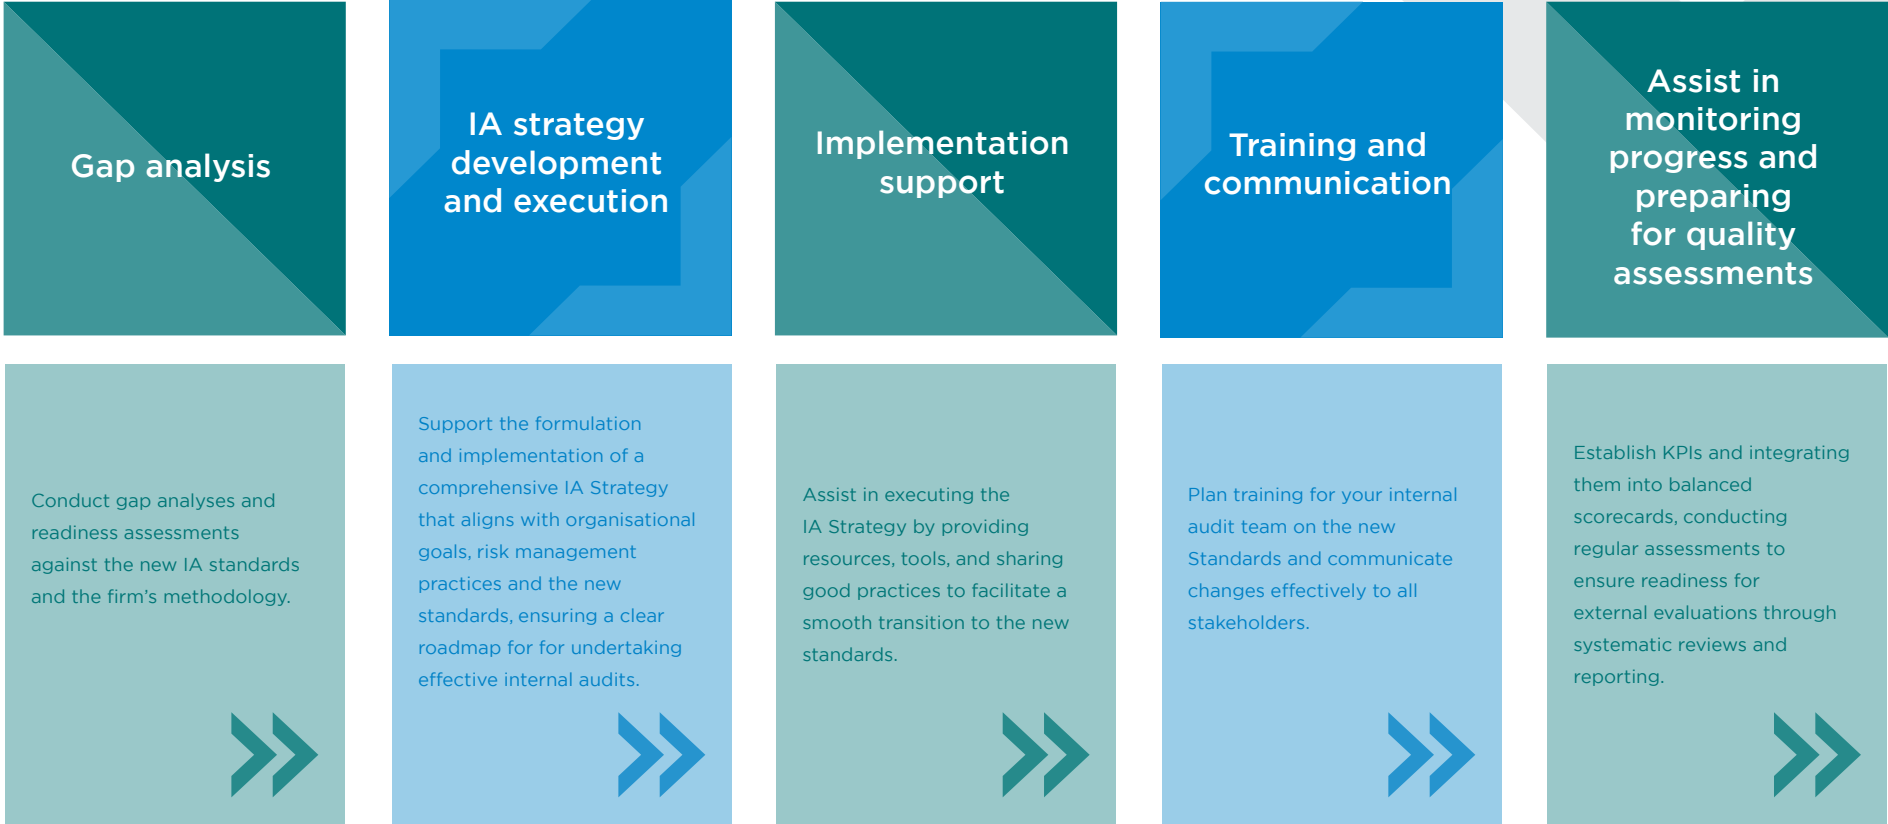 Gap analysis
Conduct gap analyses and
readiness assessments
against the new IA standards
and the firm's methodology.
IA strategy
development
and execution
Support the formulation
and implementation of a
comprehensive IA Strategy
that aligns with organisational
goals, risk management
practices and the new
standards, ensuring a clear
roadmap for for undertaking
effective internal audits.
Implementation
support
Assist in executing the
IA Strategy by providing
resources, tools, and sharing
good practices to facilitate a
smooth transition to the new
standards.
Training and
communication
Plan training for your internal
audit team on the new
Standards and communicate
changes effectively to all
stakeholders.
Assist in
monitoring
progress and
preparing
for quality
assessments
Establish KPIs and integrating
them into balanced
scorecards, conducting
regular assessments to
ensure readiness for
external evaluations through
systematic reviews and
reporting.